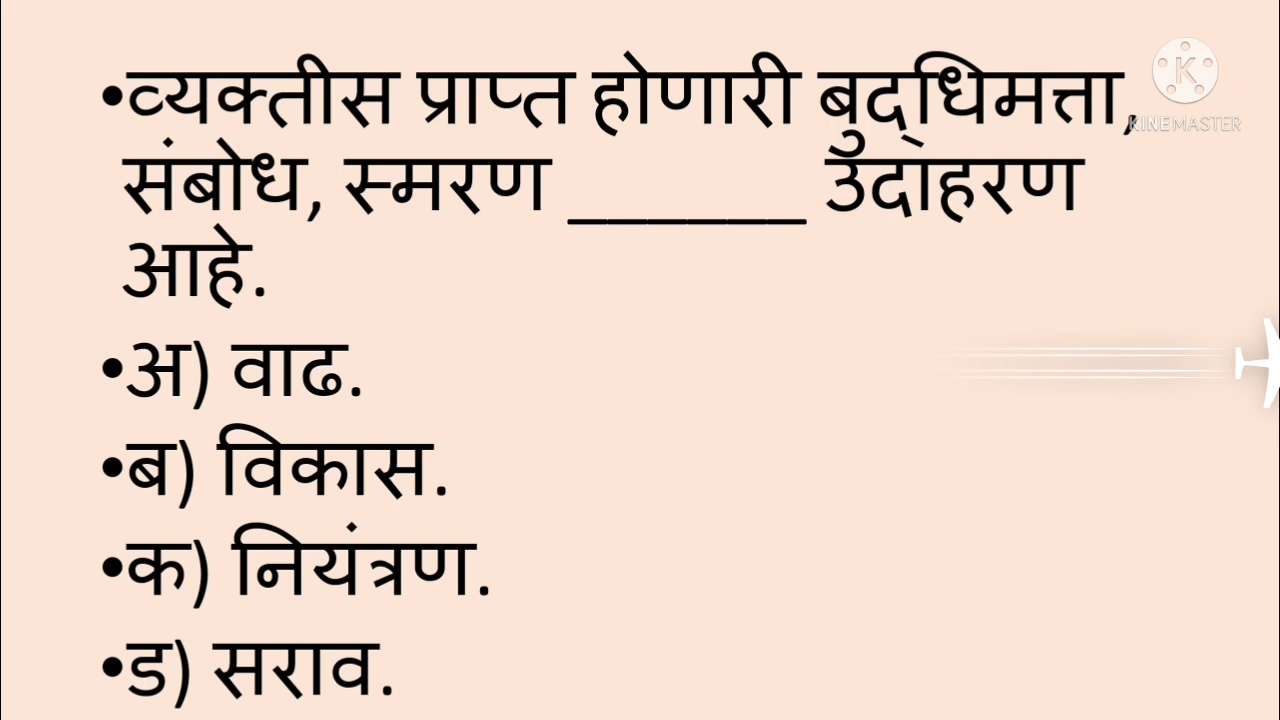 •व्यक्तीस प्राप्त होणारी बुद्धिमत्ता,
संबोध, स्मरण ______ उदाहरण
आहे.
•अ) वाढ.
•ब) विकास.
•क) नियंत्रण.
•ड) सराव.
K
KINEMASTER